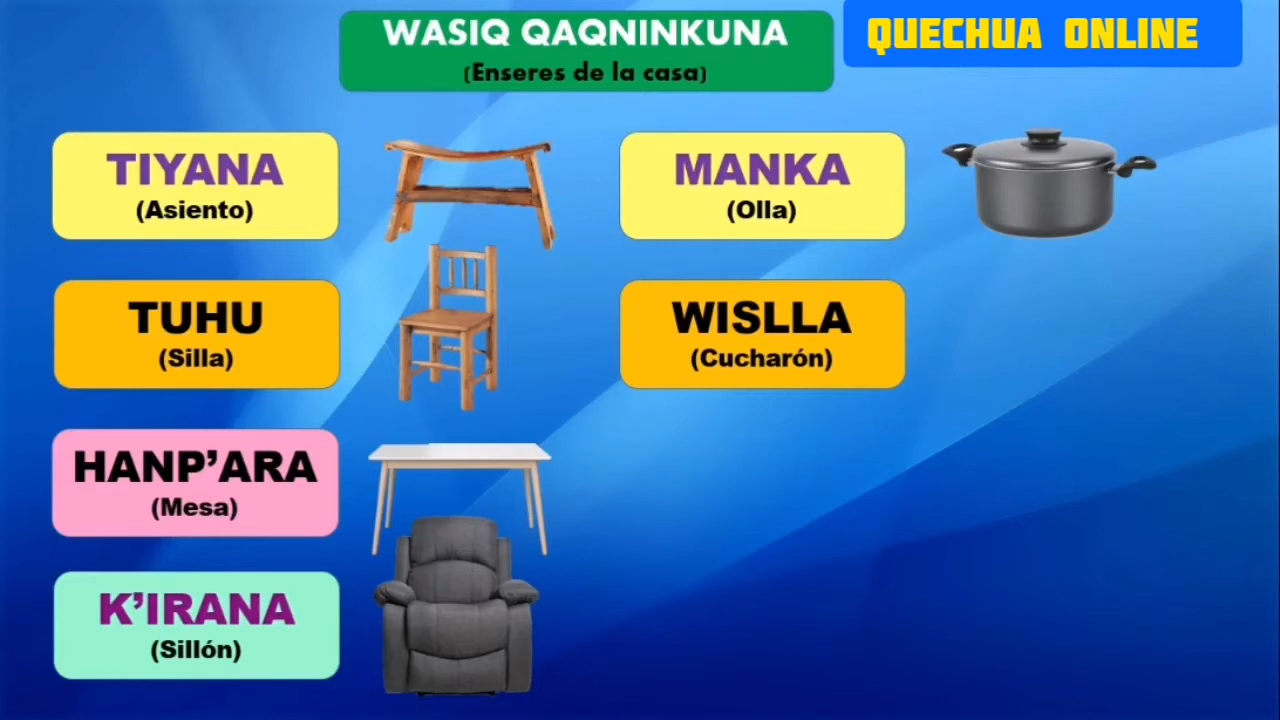 WASIQ QAQNINKUNA
(Enseres de la casa)
QUECHUA ONLINE
TIYANA
(Asiento)
TUHU
(Silla)
HANP’ARA
(Mesa)
K’IRANA
(Sillón)
MANKA
(Olla)
WISLLA
(Cucharón)